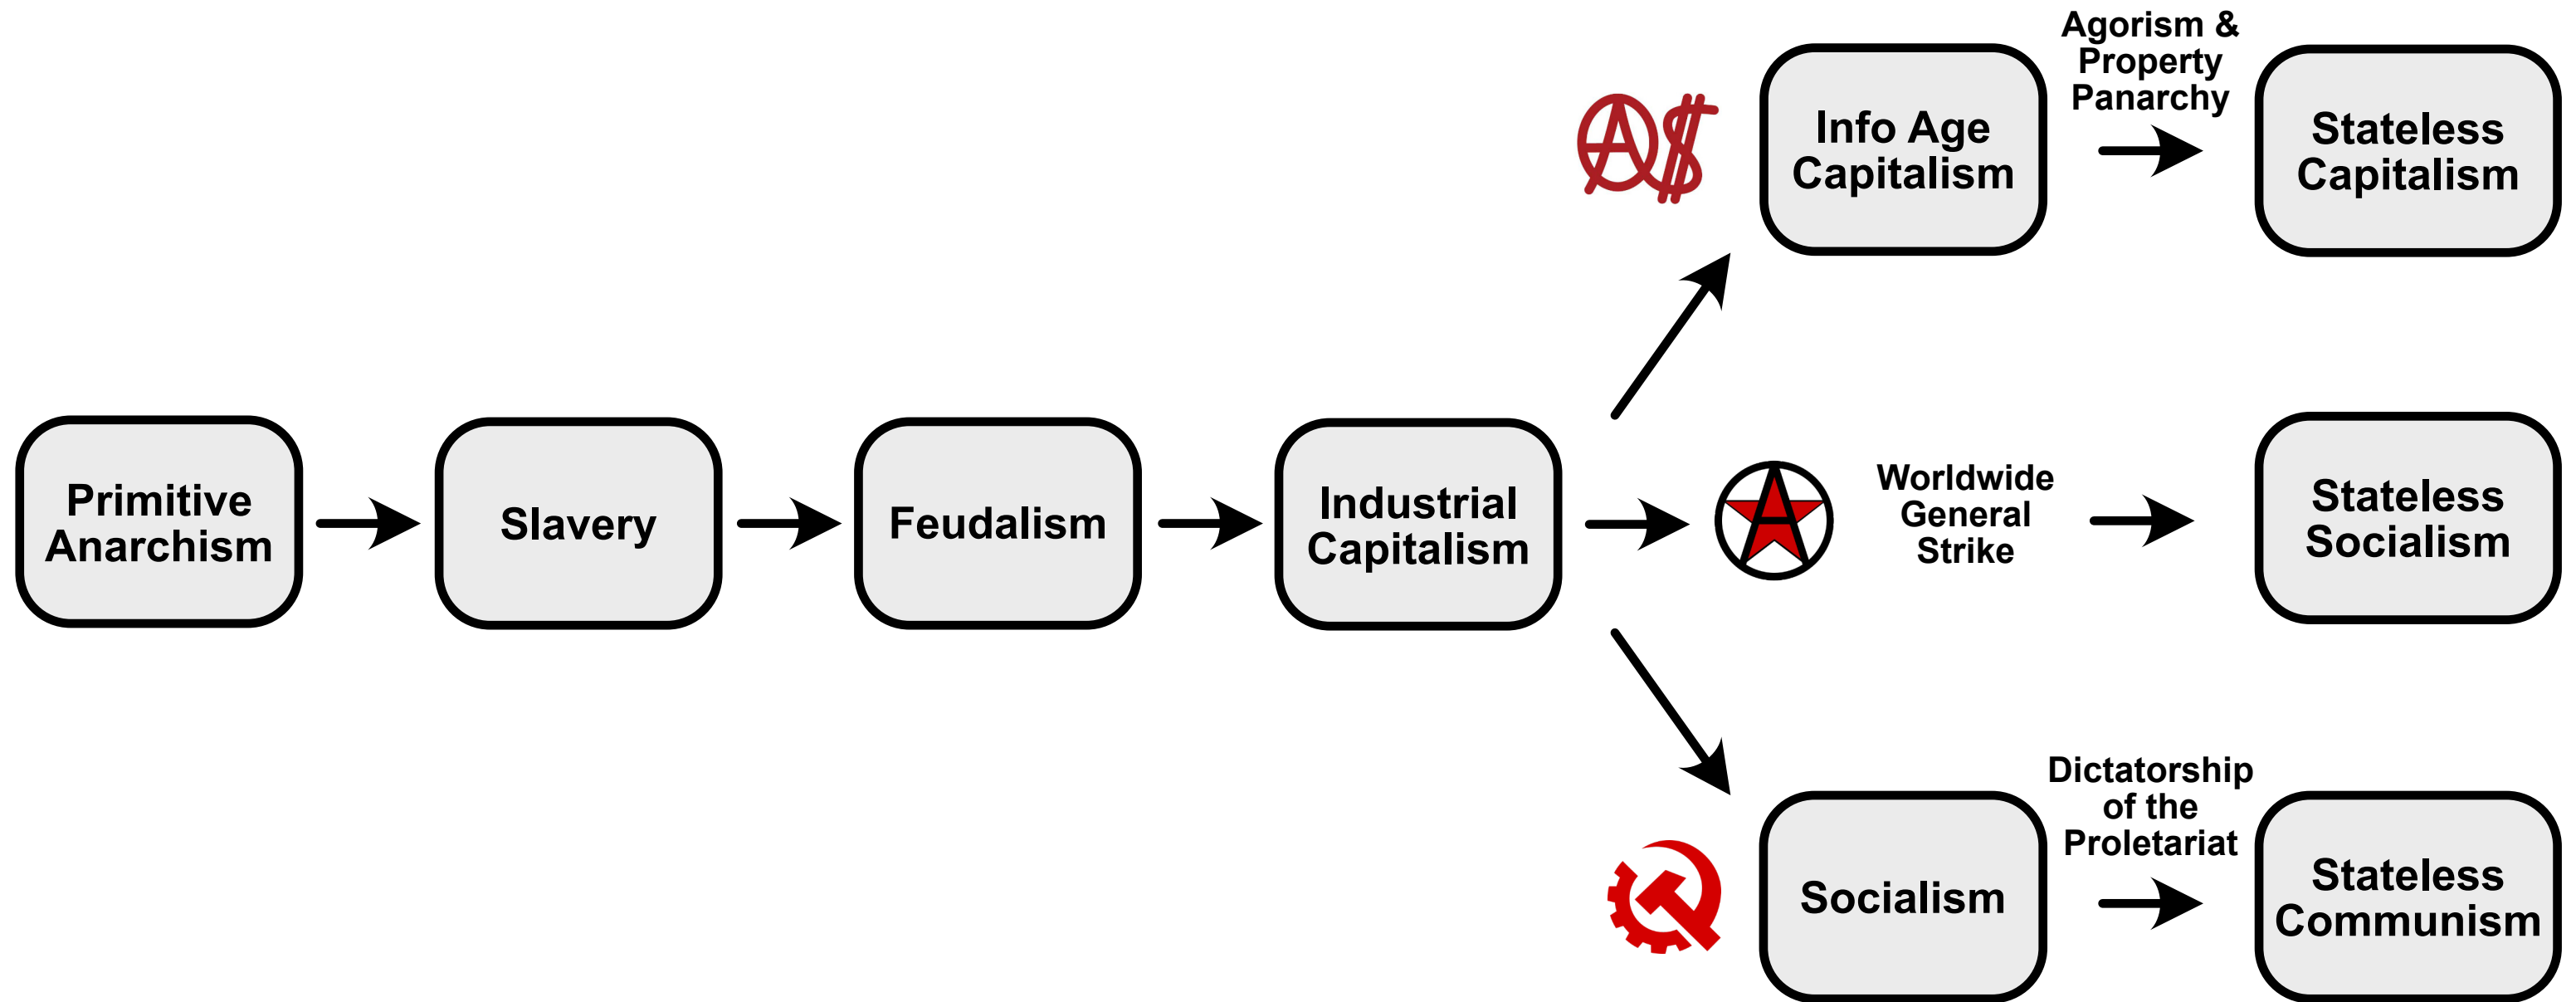 Agorism &
Property
Panarchy
Info Age
Capitalism
Stateless
Capitalism
Primitive
Anarchism
Slavery
Feudalism
Industrial
Capitalism
Worldwide
General
Strike
Stateless
Socialism
Dictatorship
of the
Proletariat
Socialism
Stateless
Communism